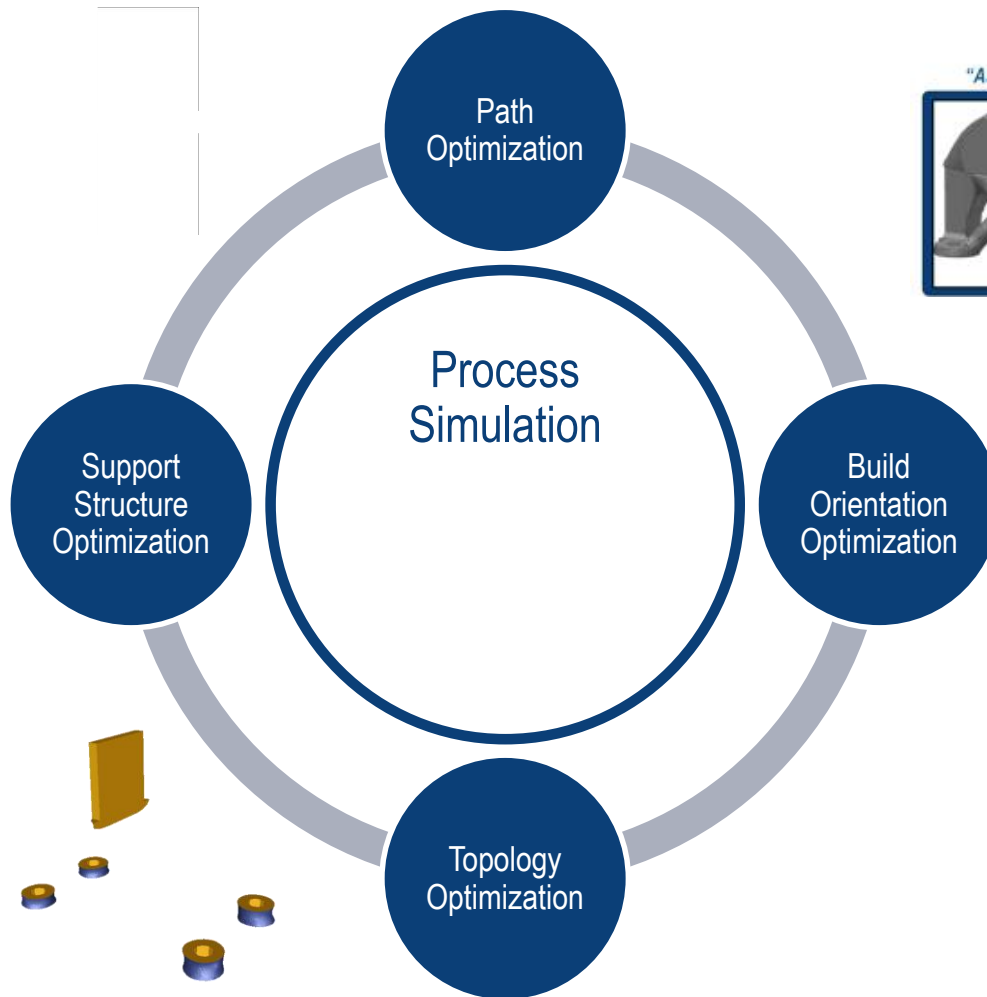 Path
Optimization
Process
Simulation
Support
Structure
Optimization
Build
Orientation
Optimization
Topology
Optimization